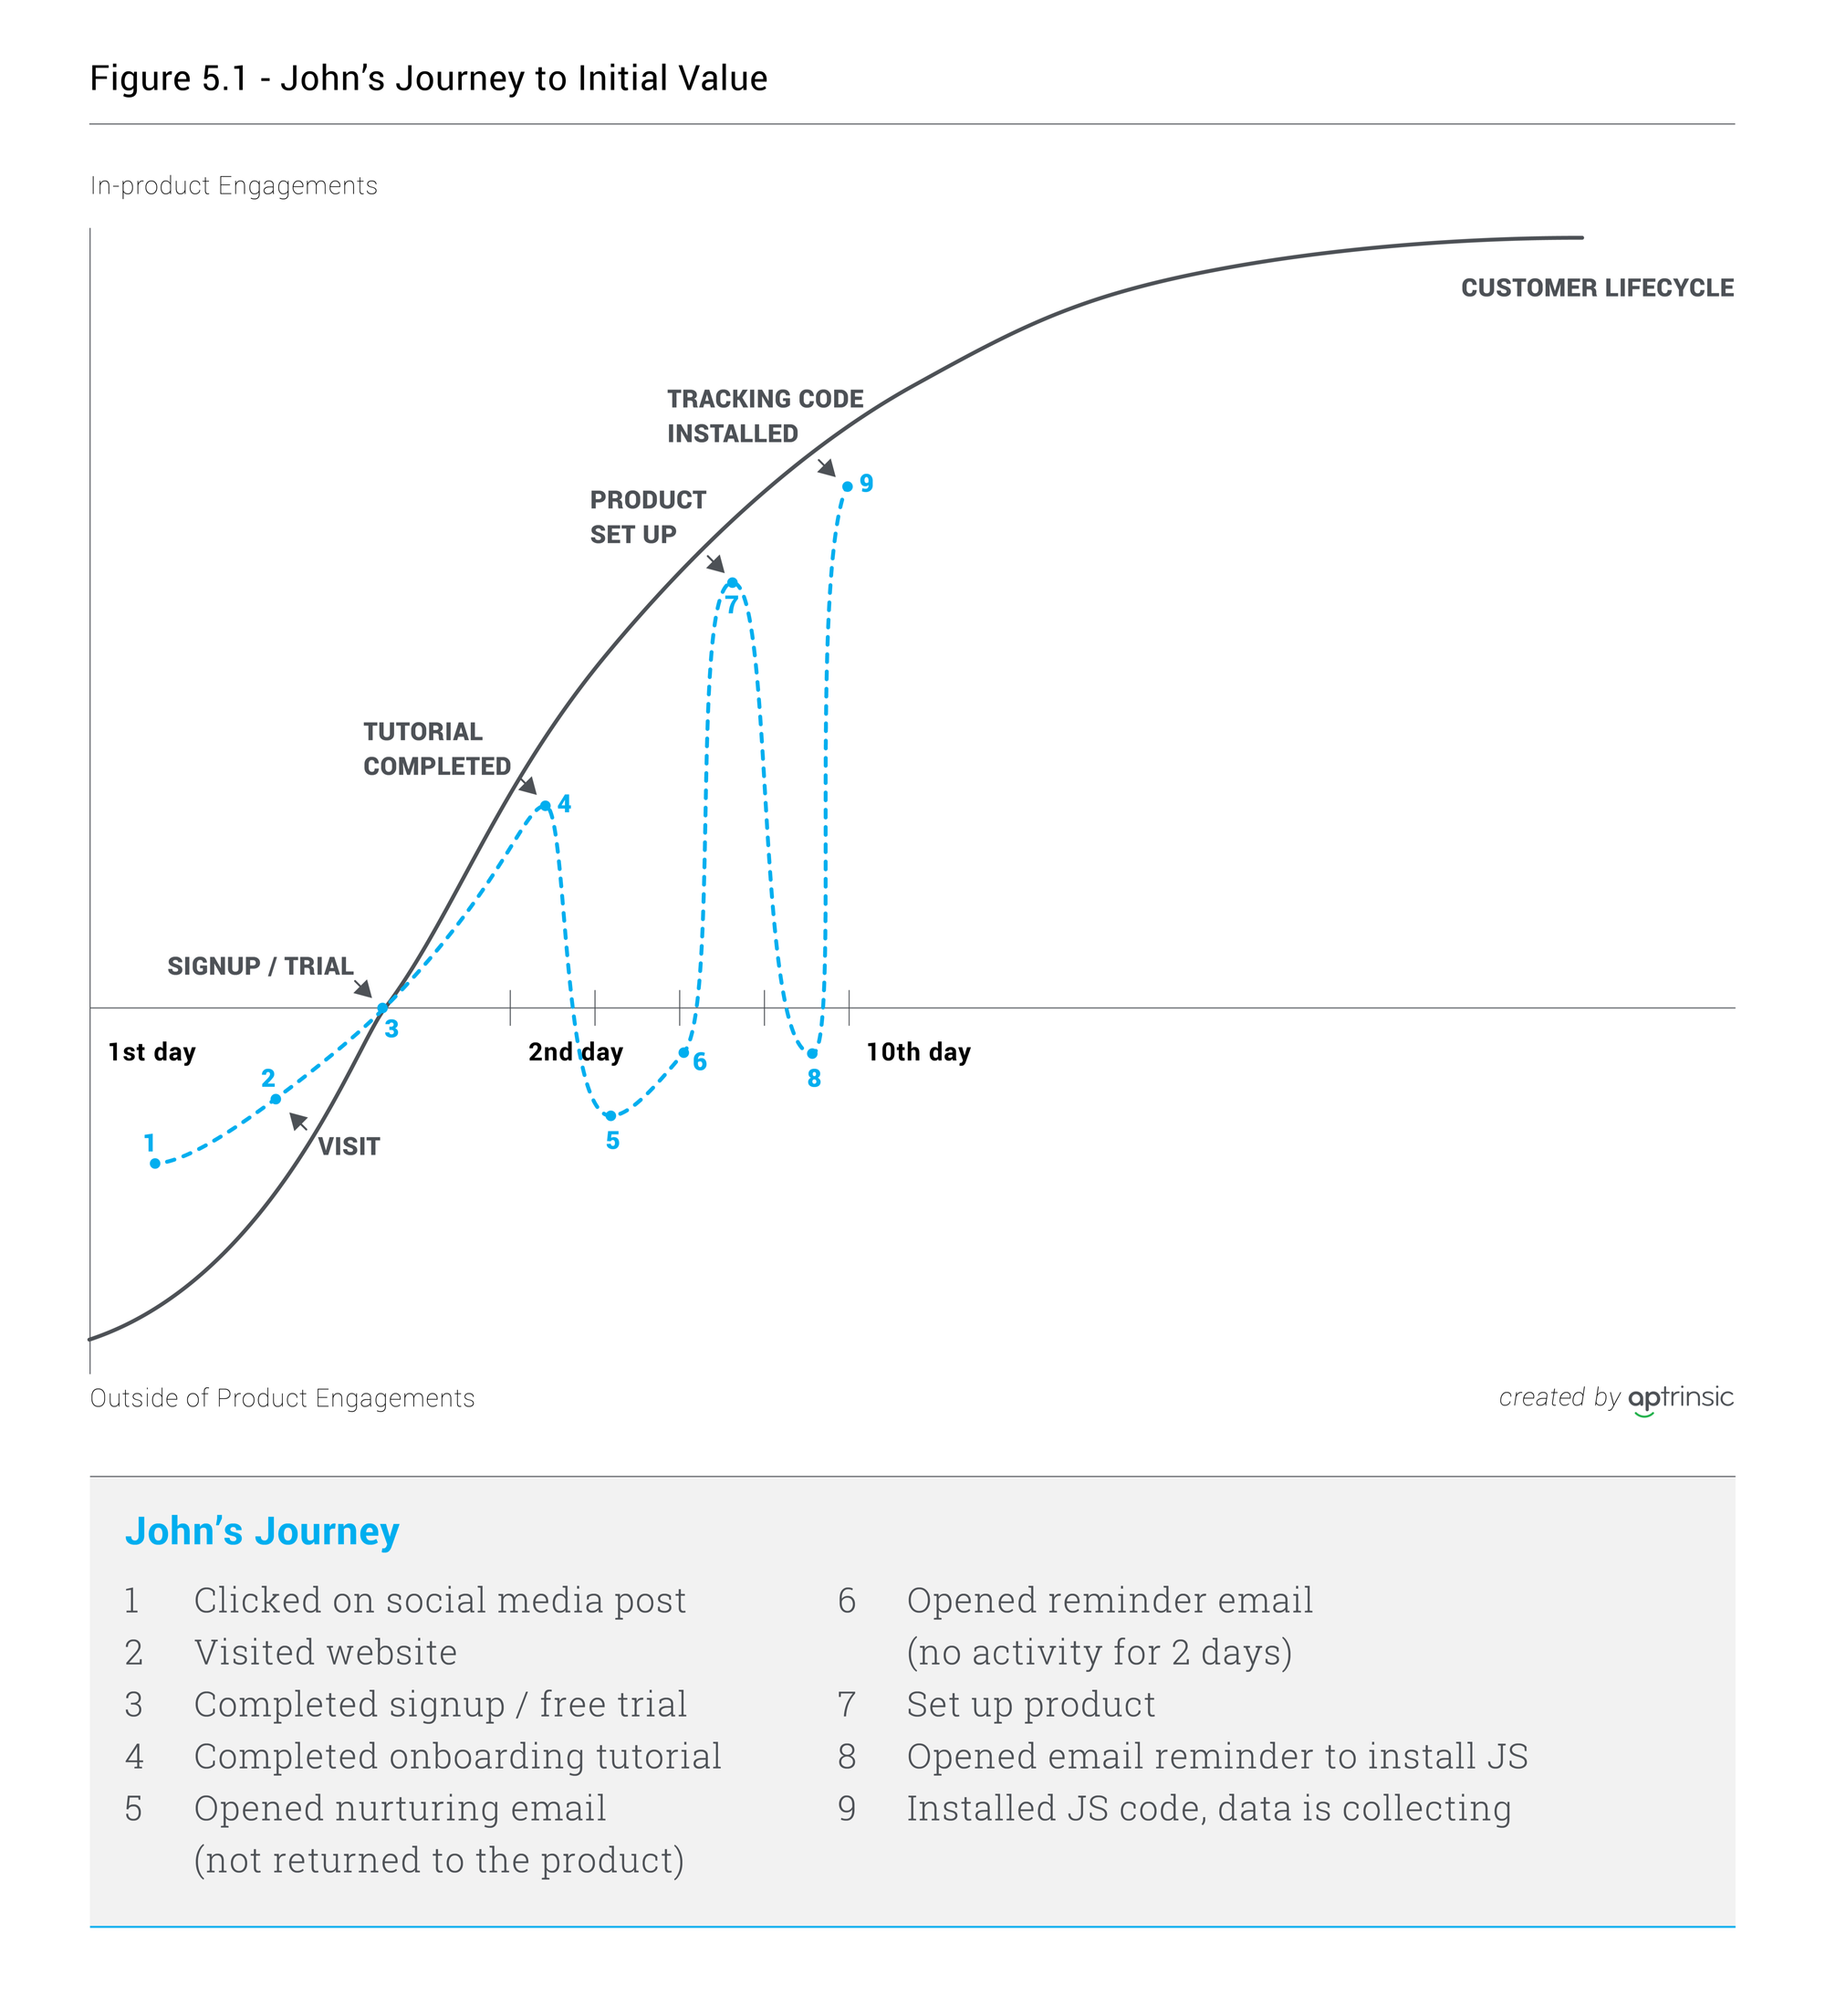 Figure 5.1 - John’s Journey to Initial Value
In-product Engagements
CUSTOMER LIFECYCLE
TRACKING CODE
INSTALLED
9
PRODUCT
SET UP
7
TUTORIAL
COMPLETED
4
SIGNUP / TRIAL
3
1st day
2nd day
10th day
2
6
8
1
VISIT
5
Outside of Product Engagements
created by aptrinsic
John’s Journey
1 Clicked on social media post
2 Visited website
3 Completed signup / free trial
4 Completed onboarding tutorial
5 Opened nurturing email
(not returned to the product)
6 Opened reminder email
(no activity for 2 days)
7 Set up product
8 Opened email reminder to install JS
9 Installed JS code, data is collecting